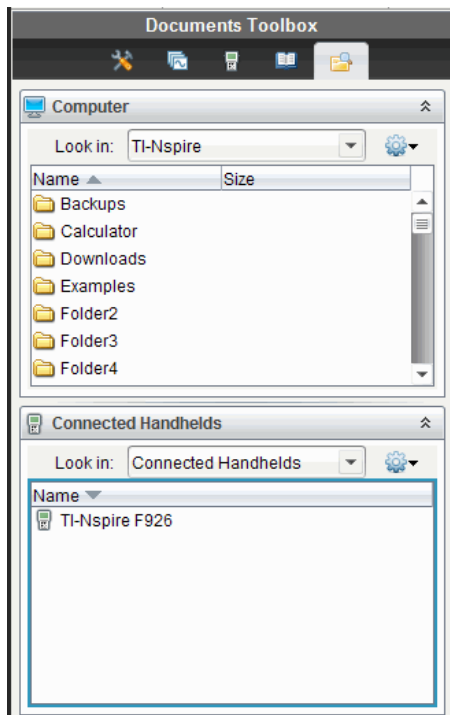 Documents Toolbox
Computer
Look in: TI-Nspire
Name Size
Backups
Calculator
Downloads
Examples
Folder2
Folder3
Folder4
Connected Handhelds
Look in: Connected Handhelds
Name
TI-Nspire F926